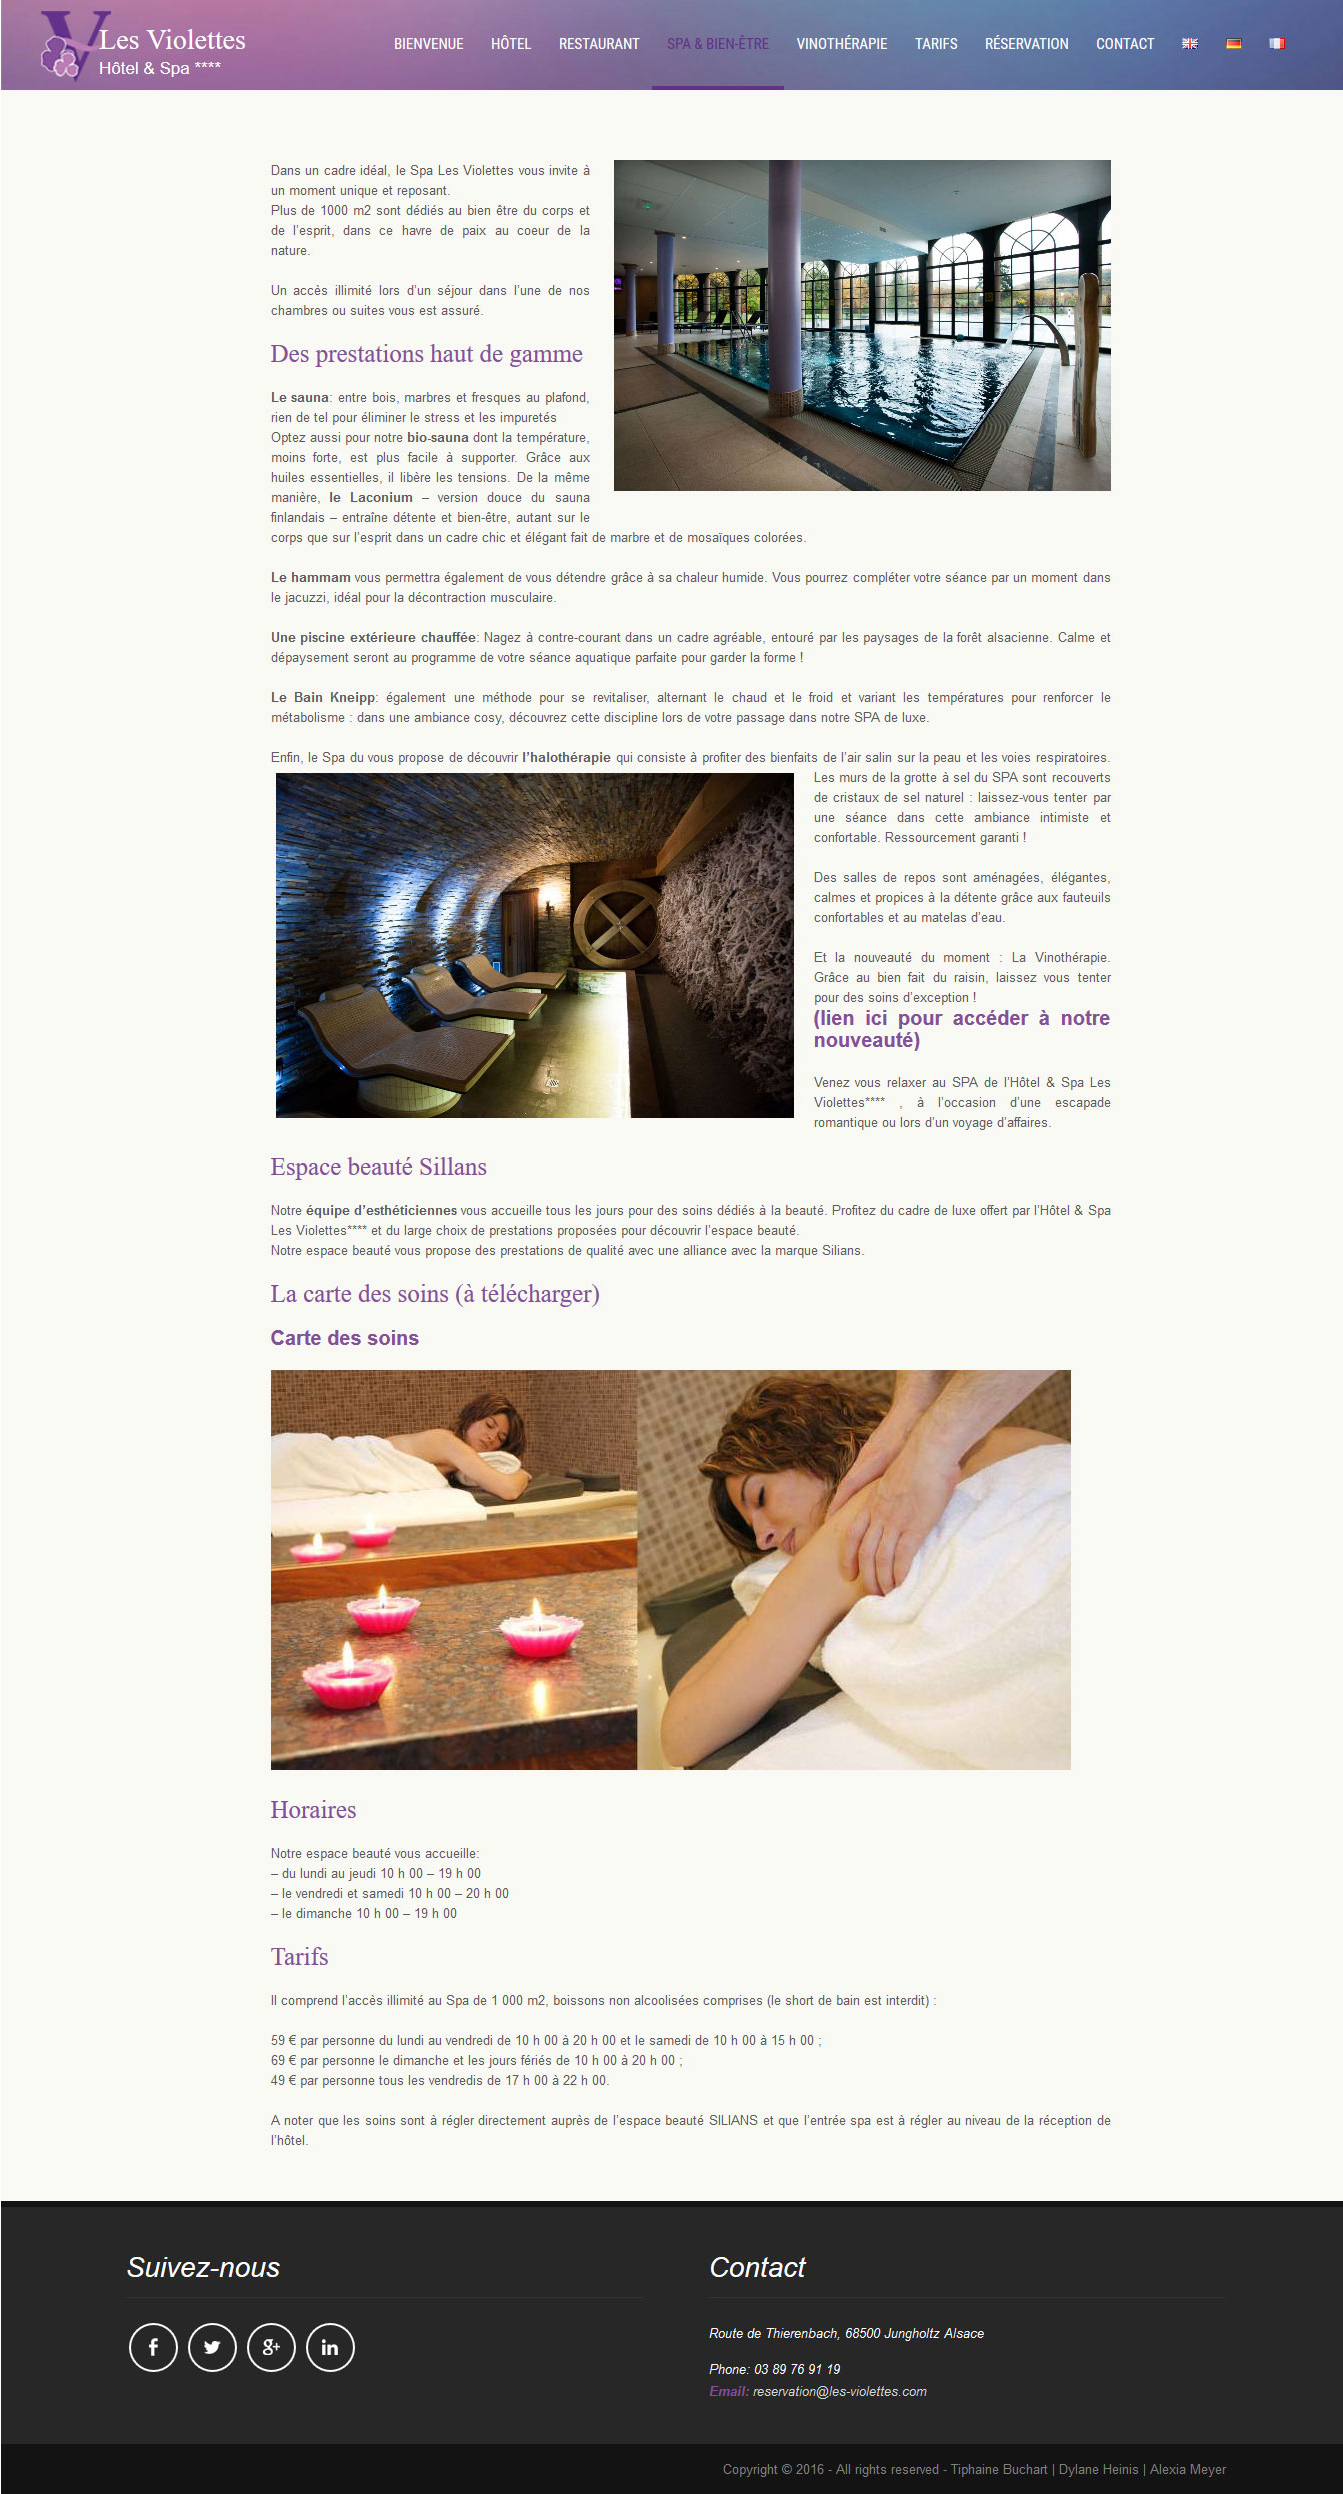 Les Violettes
Hôtel & Spa ****
BIENVENUE HÔTEL RESTAURANT SPA & BIEN-ÊTRE VINOTHÉRAPIE TARIFS RÉSERVATION CONTACT
Dans un cadre idéal, le Spa Les Violettes vous invite à
un moment unique et reposant.
Plus de 1000 m2 sont dédiés au bien être du corps et
de l’esprit, dans ce havre de paix au coeur de la
nature.
Un accès illimité lors d’un séjour dans l’une de nos
chambres ou suites vous est assuré.
Des prestations haut de gamme
Le sauna: entre bois, marbres et fresques au plafond,
rien de tel pour éliminer le stress et les impuretés
Optez aussi pour notre bio-sauna dont la température,
moins forte, est plus facile à supporter. Grâce aux
huiles essentielles, il libère les tensions. De la même
manière, le Laconium – version douce du sauna
finlandais – entraîne détente et bien-être, autant sur le
corps que sur l’esprit dans un cadre chic et élégant fait de marbre et de mosaïques colorées.
Le hammam vous permettra également de vous détendre grâce à sa chaleur humide. Vous pourrez compléter votre séance par un moment dans
le jacuzzi, idéal pour la décontraction musculaire.
Une piscine extérieure chauffée: Nagez à contre-courant dans un cadre agréable, entouré par les paysages de la forêt alsacienne. Calme et
dépaysement seront au programme de votre séance aquatique parfaite pour garder la forme !
Le Bain Kneipp: également une méthode pour se revitaliser, alternant le chaud et le froid et variant les températures pour renforcer le
métabolisme : dans une ambiance cosy, découvrez cette discipline lors de votre passage dans notre SPA de luxe.
Enfin, le Spa du vous propose de découvrir l’halothérapie qui consiste à profiter des bienfaits de l’air salin sur la peau et les voies respiratoires.
Les murs de la grotte à sel du SPA sont recouverts
de cristaux de sel naturel : laissez-vous tenter par
une séance dans cette ambiance intimiste et
confortable. Ressourcement garanti !
Des salles de repos sont aménagées, élégantes,
calmes et propices à la détente grâce aux fauteuils
confortables et au matelas d’eau.
Et la nouveauté du moment : La Vinothérapie.
Grâce au bien fait du raisin, laissez vous tenter
pour des soins d’exception !
(lien ici pour accéder à notre
nouveauté)
Venez vous relaxer au SPA de l’Hôtel & Spa Les
Violettes**** , à l’occasion d’une escapade
romantique ou lors d’un voyage d’affaires.
Espace beauté Sillans
Notre équipe d’esthéticiennes vous accueille tous les jours pour des soins dédiés à la beauté. Profitez du cadre de luxe offert par l’Hôtel & Spa
Les Violettes**** et du large choix de prestations proposées pour découvrir l’espace beauté.
Notre espace beauté vous propose des prestations de qualité avec une alliance avec la marque Silians.
La carte des soins (à télécharger)
Carte des soins
Horaires
Notre espace beauté vous accueille:
– du lundi au jeudi 10 h 00 – 19 h 00
– le vendredi et samedi 10 h 00 – 20 h 00
– le dimanche 10 h 00 – 19 h 00
Tarifs
Il comprend l’accès illimité au Spa de 1 000 m2, boissons non alcoolisées comprises (le short de bain est interdit) :
59 € par personne du lundi au vendredi de 10 h 00 à 20 h 00 et le samedi de 10 h 00 à 15 h 00 ;
69 € par personne le dimanche et les jours fériés de 10 h 00 à 20 h 00 ;
49 € par personne tous les vendredis de 17 h 00 à 22 h 00.
A noter que les soins sont à régler directement auprès de l’espace beauté SILIANS et que l’entrée spa est à régler au niveau de la réception de
l’hôtel.
Suivez-nous
Contact
Route de Thierenbach, 68500 Jungholtz Alsace
Phone: 03 89 76 91 19
Email: reservation@les-violettes.com
Copyright © 2016 - All rights reserved - Tiphaine Buchart | Dylane Heinis | Alexia Meyer